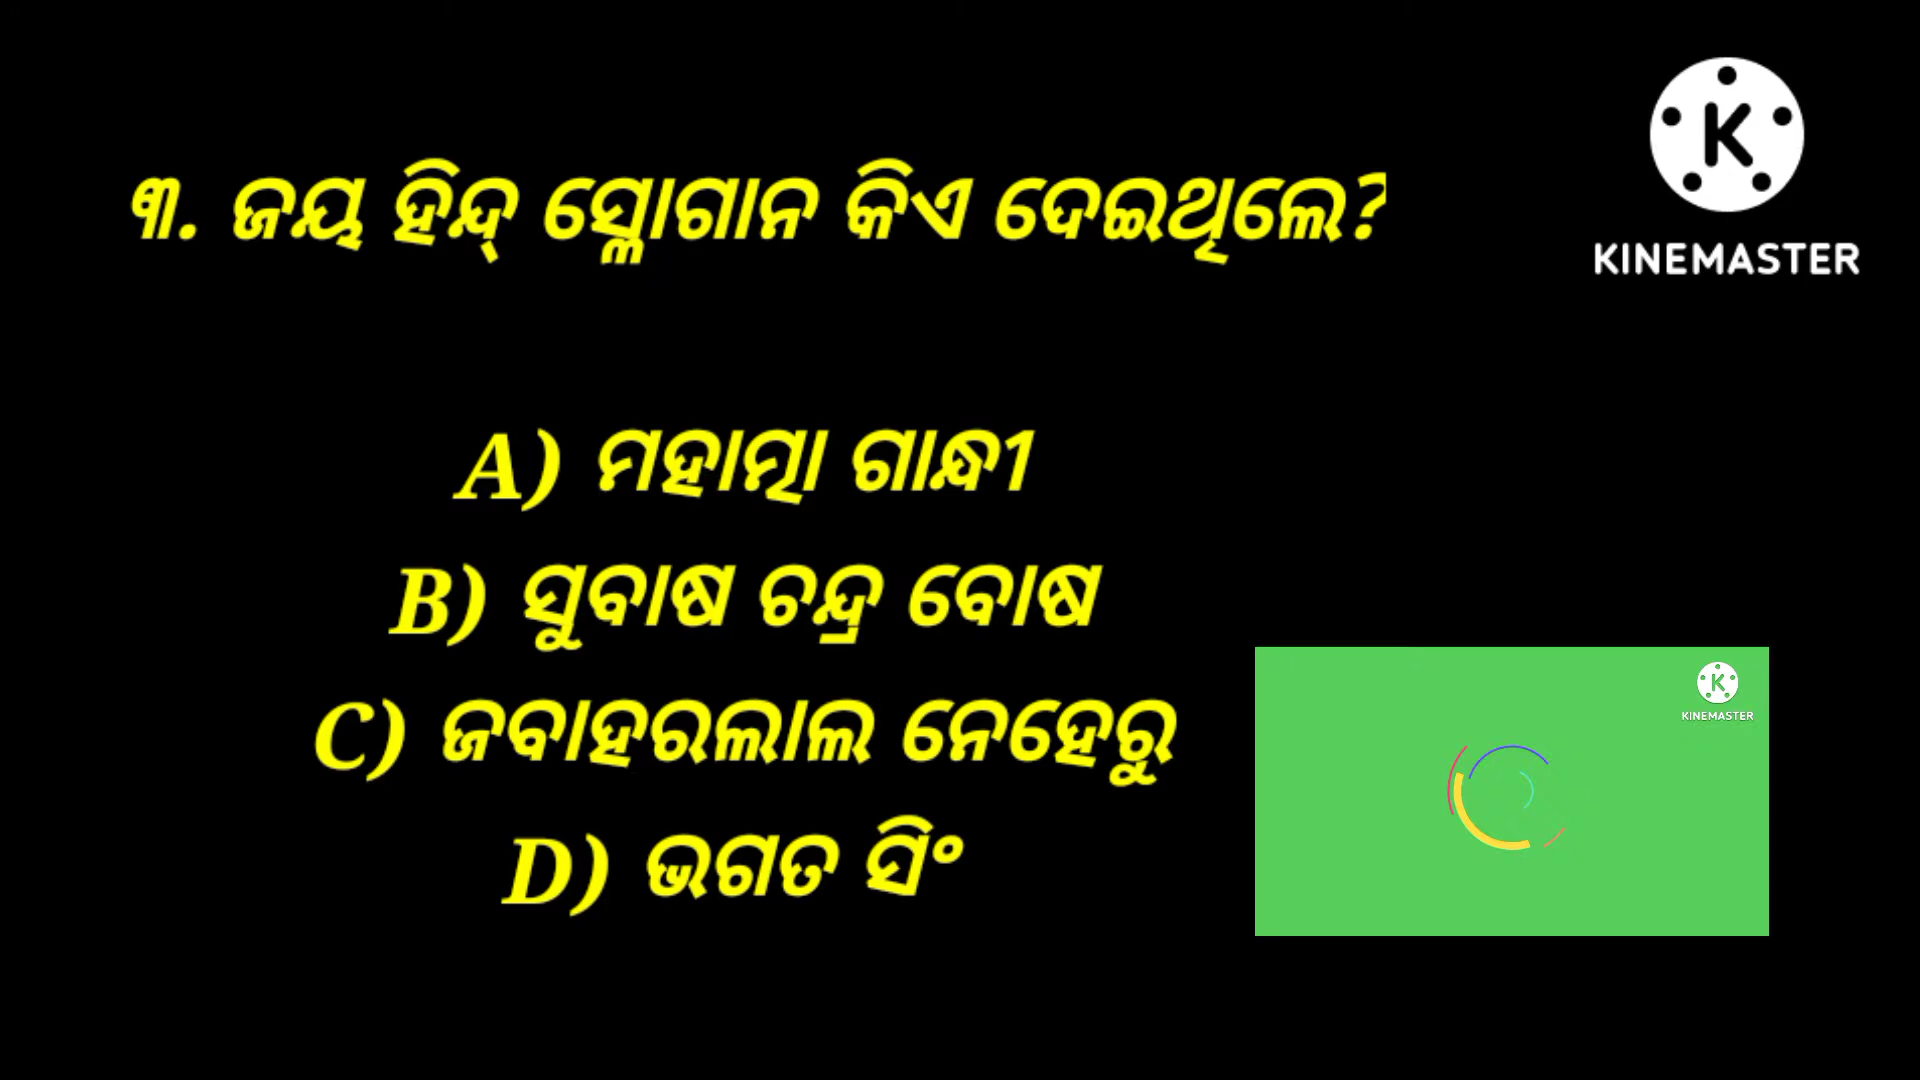 ୩. ଜୟ ହିନ୍ଦ୍ ସ୍ଲୋଗାନ କିଏ ଦେଇଥିଲେ?
KINEMASTER
A) ମହାତ୍ମା ଗାନ୍ଧୀ
B) ସୁବାଷ ଚନ୍ଦ୍ର ବୋଷ
C) ଜବାହରଲାଲ ନେହେରୁ
D) ଭଗତ ସିଂ
KINEMASTER